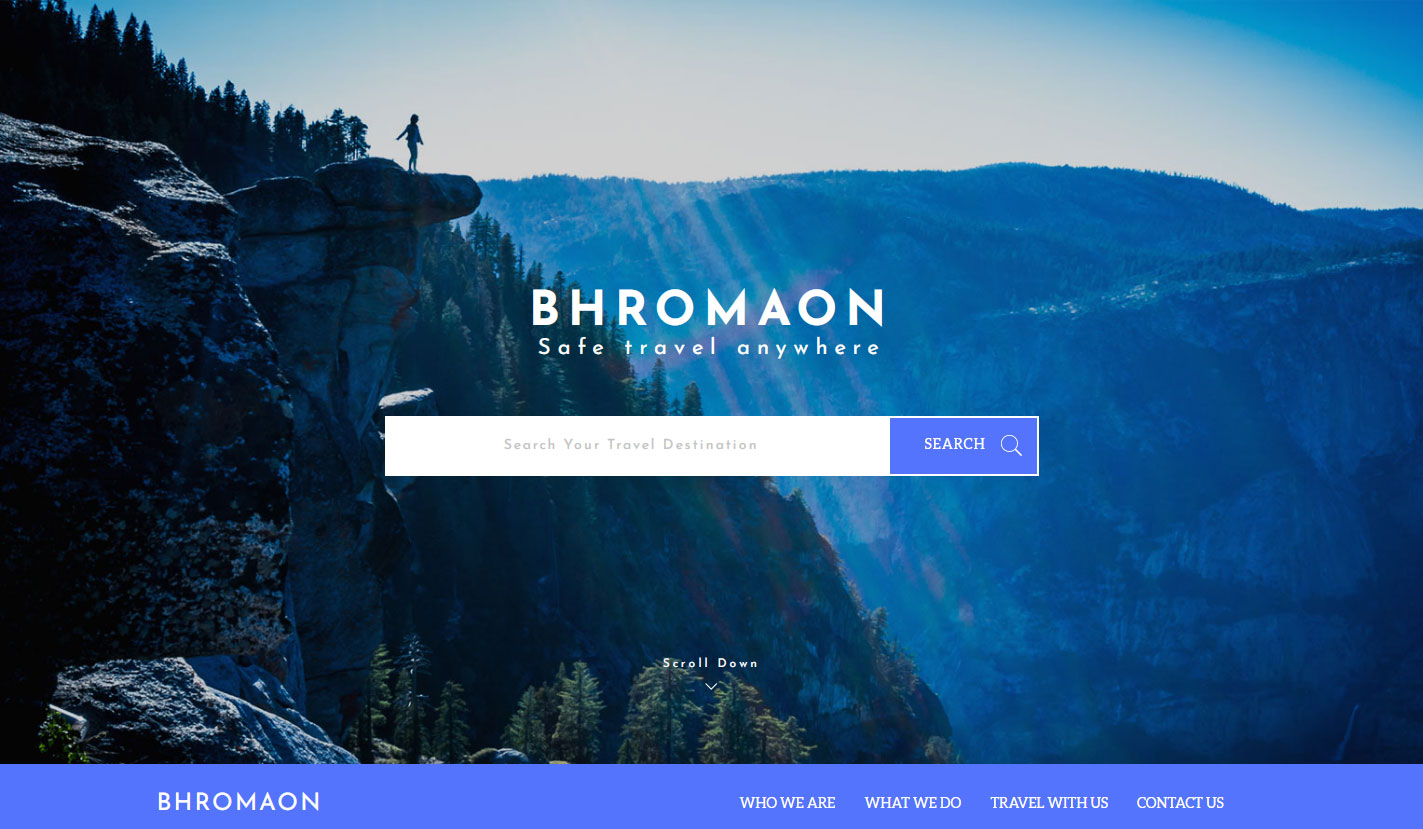 BHROMAON
Safe travel anywhere
Search Your Travel Destination
SEARCH
Scroll Down
BHROMAON
WHO WE ARE
WHAT WE DO
TRAVEL WITH US
CONTACT US